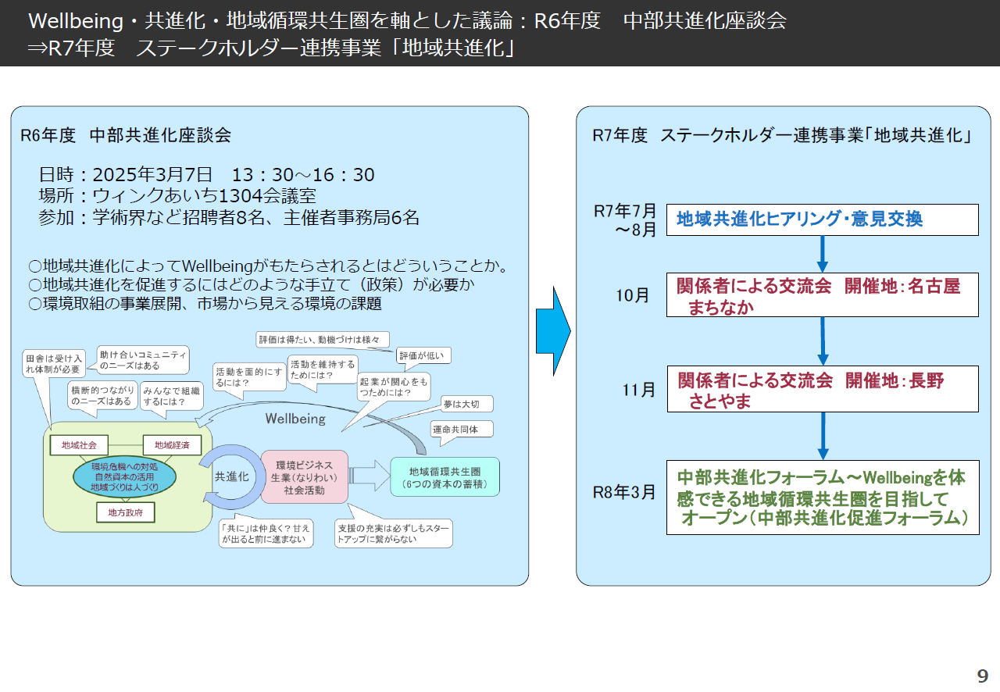 Wellbeing・共進化・地域循環共生圏を軸とした議論：R6年度　中部共進化座談会
⇒R7年度　ステークホルダー連携事業「地域共進化」
R6年度　中部共進化座談会
日時：2025年3月7日　13：30～16：30
場所：ウィンクあいち1304会議室
参加：学術界など招聘者8名、主催者事務局6名
○地域共進化によってWellbeingがもたらされるとはどういうことか。
○地域共進化を促進するにはどのような手立て（政策）が必要か
○環境取組の事業展開、市場から見える環境の課題
評価は得たい、動機づけは様々
田舎は受け入
れ体制が必要
助け合いコミュニティ
のニーズはある
活動を面的にす
るには？
活動を維持する
ためには？
評価が低い
横断的つながり
のニーズはある
みんなで組織
するには？
起業が関心をも
つためには？
夢は大切
運命共同体
Wellbeing
地域社会
地域経済
環境危機への対処
自然資本の活用
地域づくりは人づくり
地方政府
共進化
環境ビジネス
生業（なりわい）
社会活動
地域循環共生圏
（6つの資本の蓄積）
「共に」は仲良く？甘え
が出ると前に進まない
支援の充実は必ずしもスター
トアップに繋がらない
R7年度　ステークホルダー連携事業「地域共進化」
R7年7月
～8月
地域共進化ヒアリング・意見交換
10月
関係者による交流会　開催地：名古屋
まちなか
11月
関係者による交流会　開催地：長野
さとやま
R8年3月
中部共進化フォーラム～Wellbeingを体
感できる地域循環共生圏を目指して
オープン（中部共進化促進フォーラム）
9